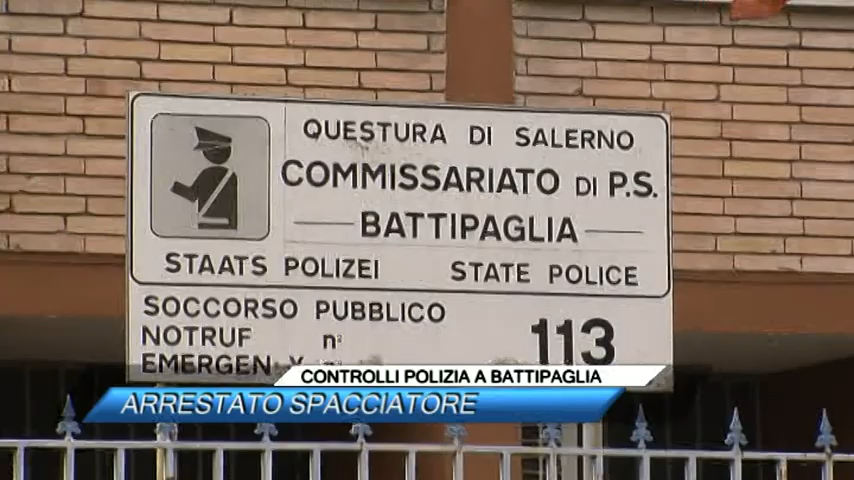 QUESTURA DI SALERNO
COMMISSARIATO DI P.S.
BATTIPAGLIA
STAATS POLIZEI STATE POLICE
SOCCORSO PUBBLICO
NOTRUF n° 113
CONTROLLI POLIZIA A BATTIPAGLIA
ARRESTATO SPACCIATORE